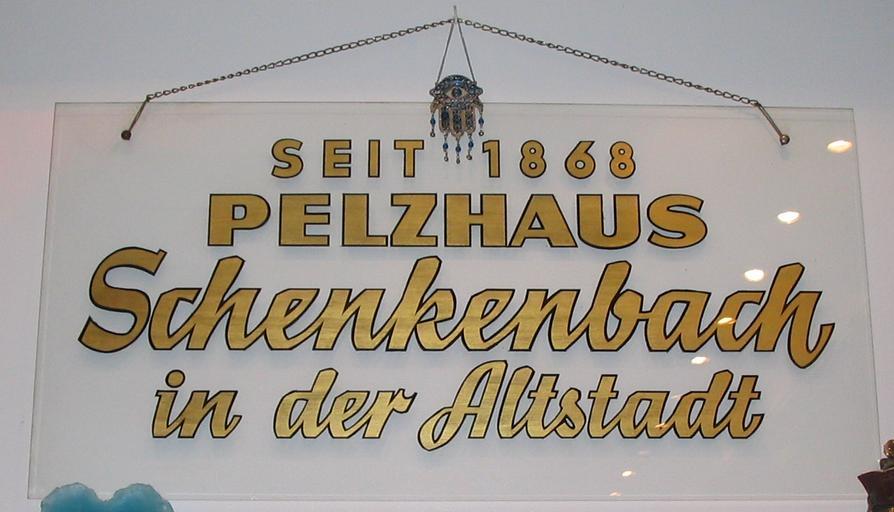 SEIT 1868
PELZHAUS
Schenkenbach
in der Altstadt